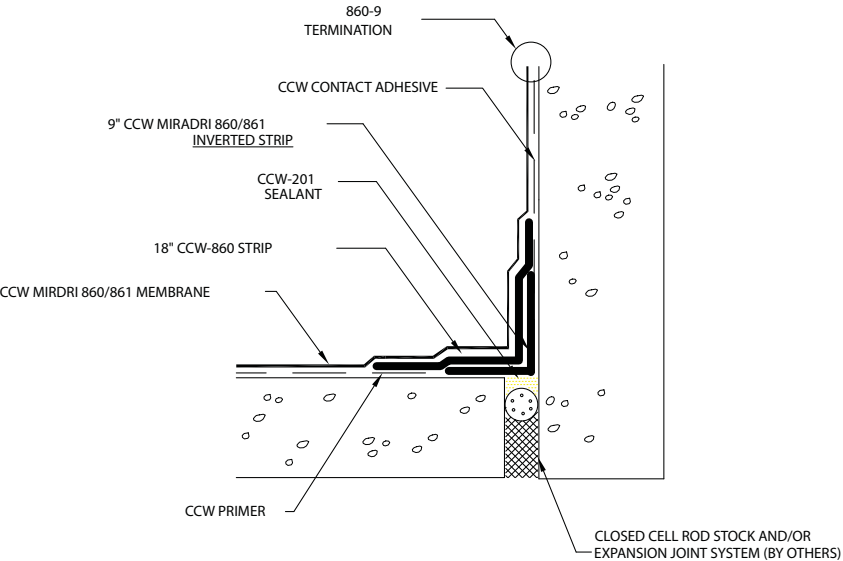 860-9
TERMINATION
CCW CONTACT ADHESIVE
9" CCW MIRADRI 860/861
INVERTED STRIP
CCW-201
SEALANT
18" CCW-860 STRIP
CCW MIRDRI 860/861 MEMBRANE
CCW PRIMER
CLOSED CELL ROD STOCK AND/OR
EXPANSION JOINT SYSTEM (BY OTHERS)